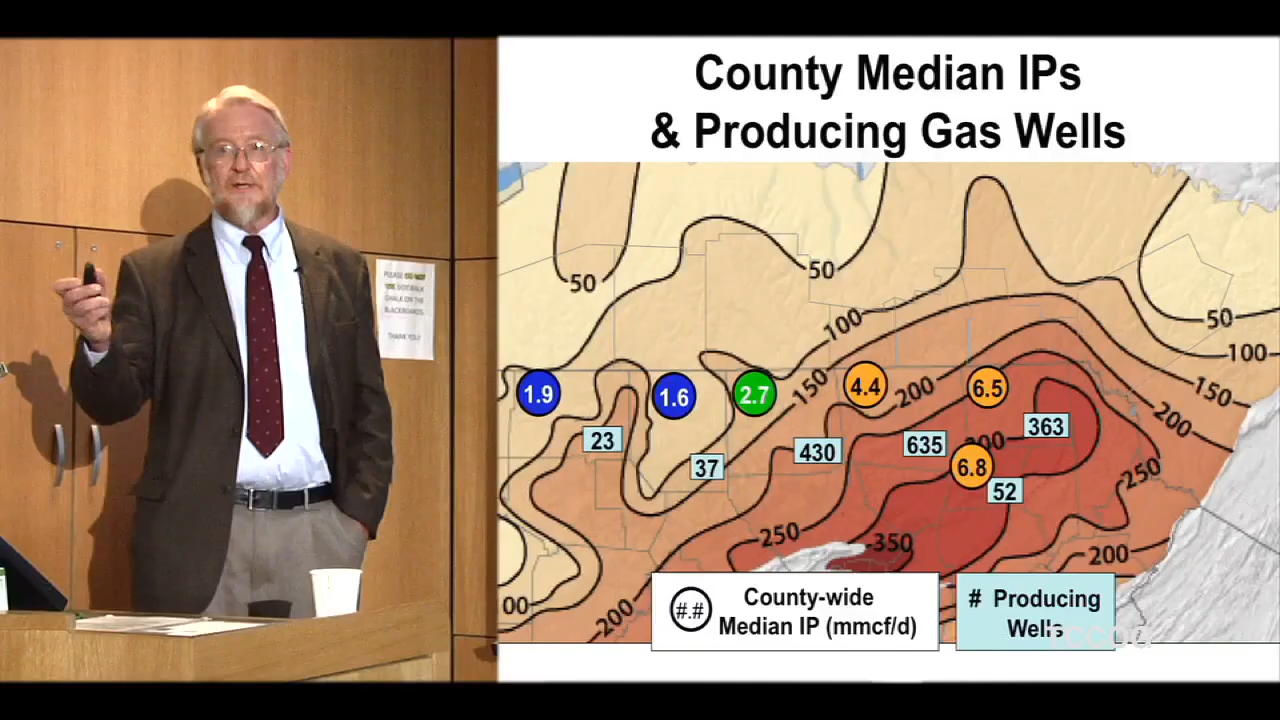 County Median IPs
& Producing Gas Wells
PLEASE DO NOT
USE SIDEWALK
CHALK ON THE
BLACKBOARDS.
THANK YOU!
50
50
50
100
100
150
150
200
200
1.9
1.6
2.7
4.4
6.5
363
23
37
430
635
300
6.8
52
250
250
350
200
00
200
#.#
County-wide
Median IP (mmcf/d)
# Producing
Wells